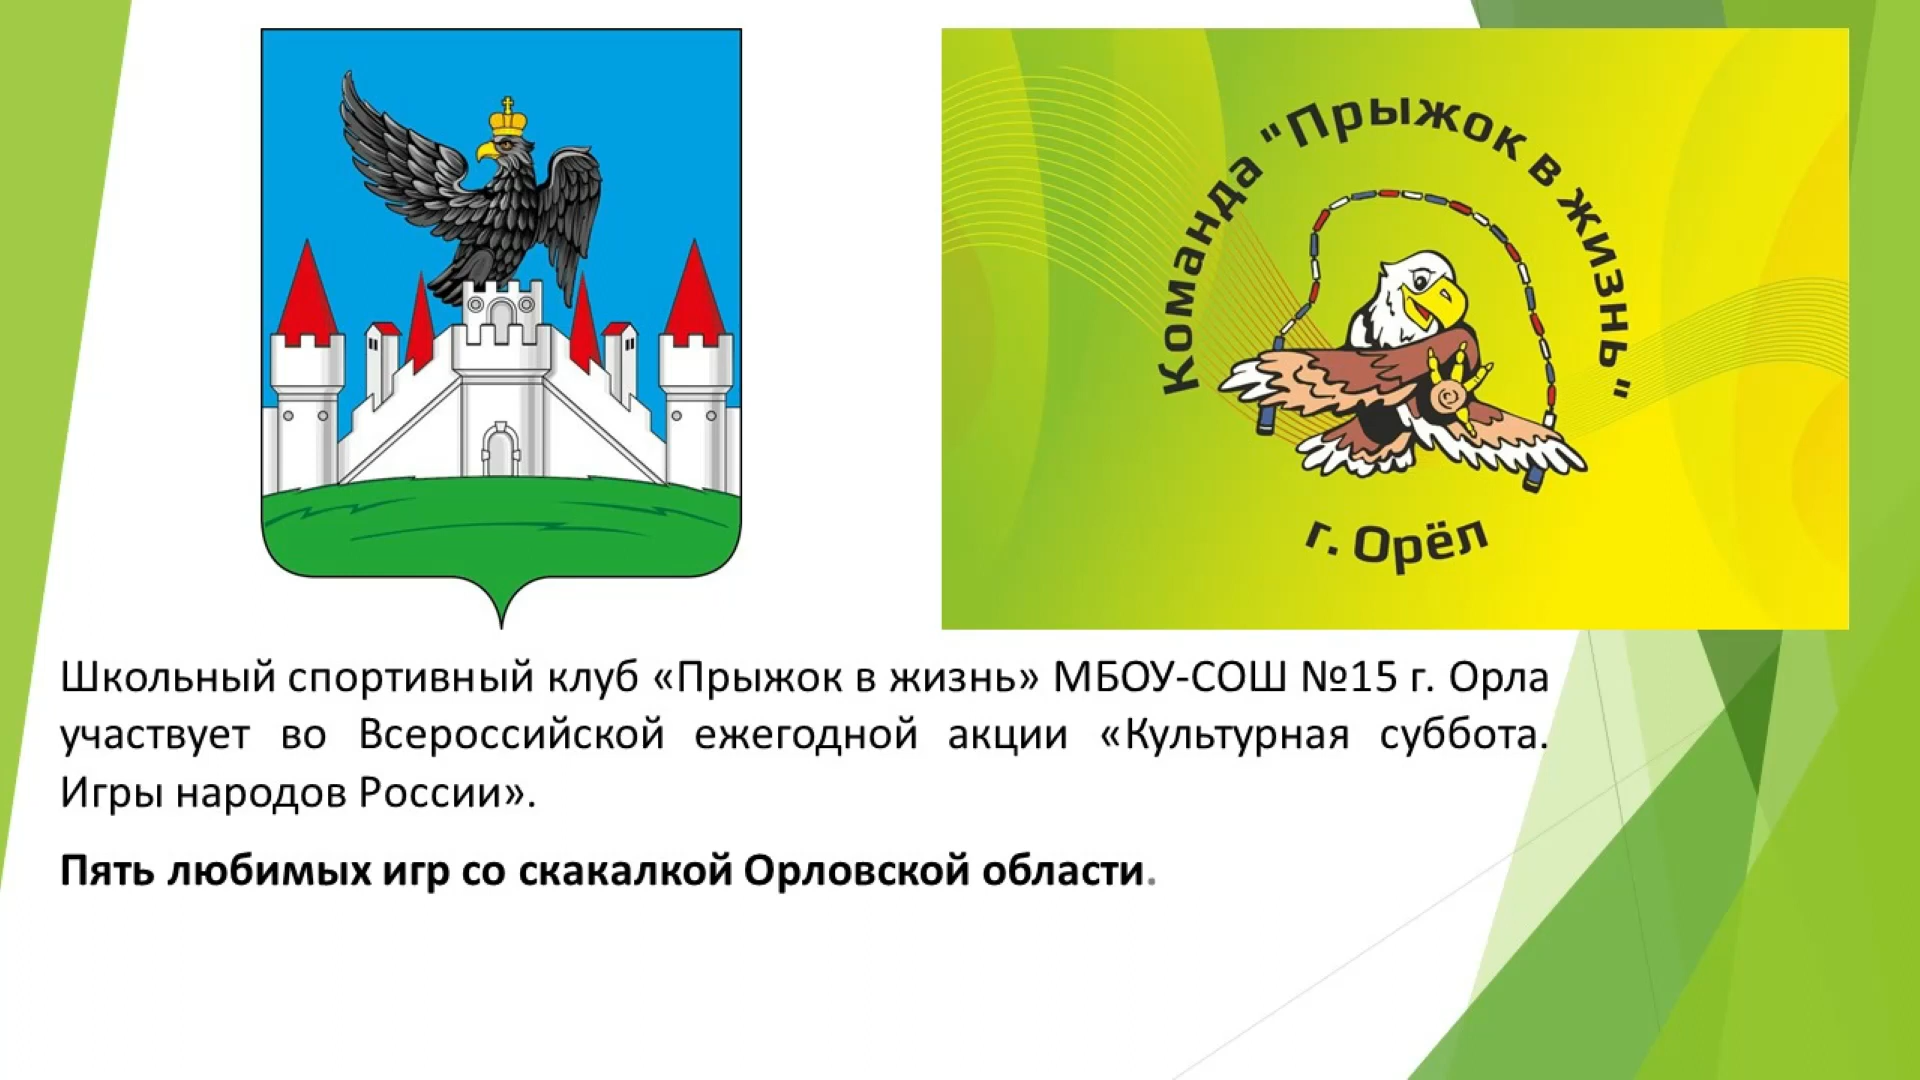 Команда "Прыжок в жизнь"
г. Орёл
Школьный спортивный клуб «Прыжок в жизнь» МБОУ-СОШ №15 г. Орла
участвует во Всероссийской ежегодной акции «Культурная суббота.
Игры народов России».
Пять любимых игр со скакалкой Орловской области.